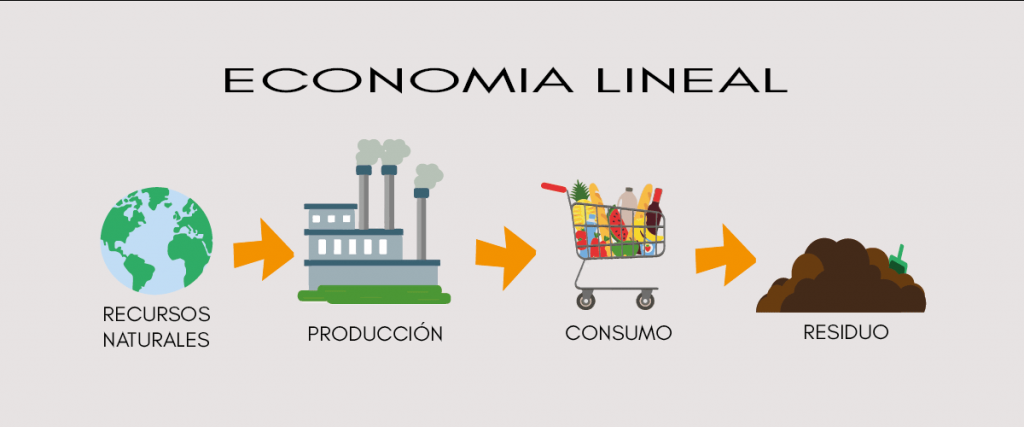 ECONOMIA LINEAL
RECURSOS
NATURALES
PRODUCCIÓN
CONSUMO
RESIDUO